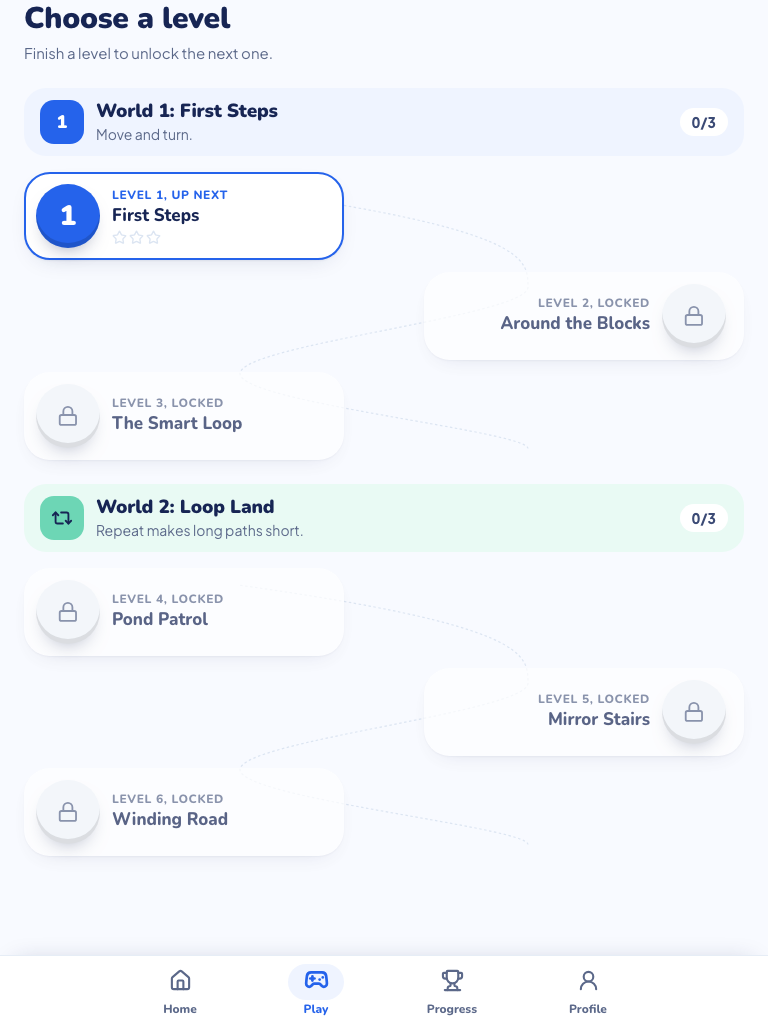 Choose a level
Finish a level to unlock the next one.
1
World 1: First Steps
Move and turn.
0/3
1
LEVEL 1, UP NEXT
First Steps
LEVEL 2, LOCKED
Around the Blocks
LEVEL 3, LOCKED
The Smart Loop
World 2: Loop Land
Repeat makes long paths short.
0/3
LEVEL 4, LOCKED
Pond Patrol
LEVEL 5, LOCKED
Mirror Stairs
LEVEL 6, LOCKED
Winding Road
Home
Play
Progress
Profile